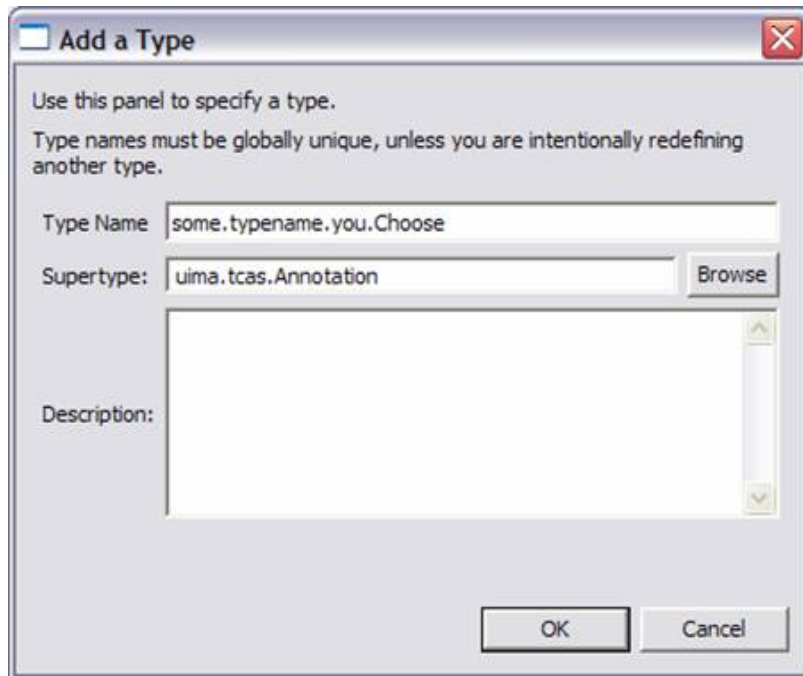 Add a Type
Use this panel to specify a type.
Type names must be globally unique, unless you are intentionally redefining
another type.
Type Name some.typename.you.Choose
Supertype: uima.tcas.Annotation Browse
Description:
OK Cancel